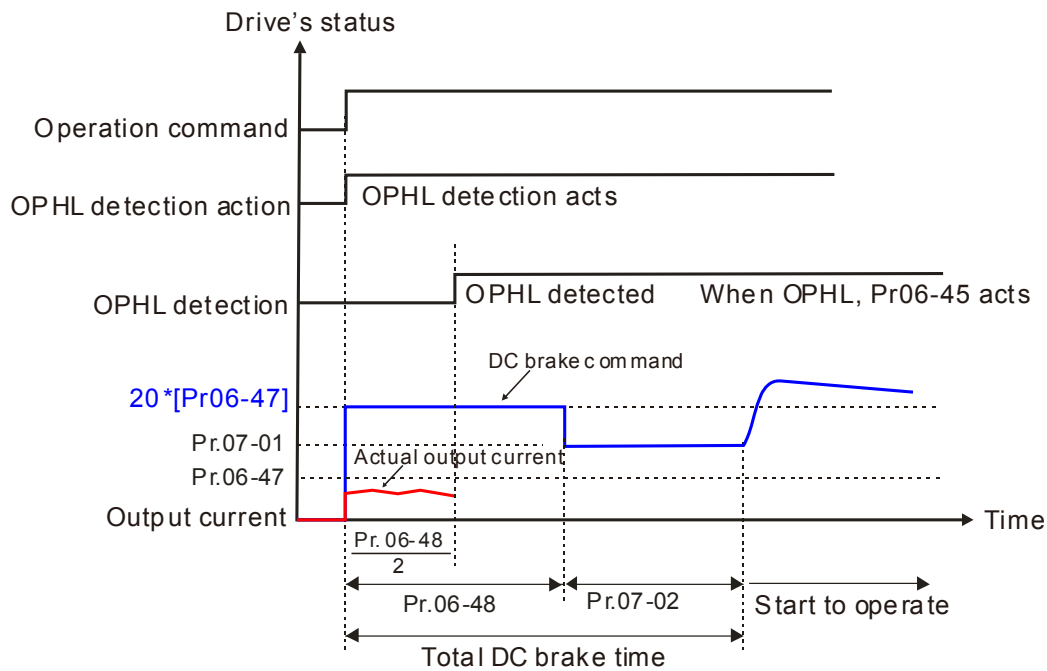 Drive's status
Operation command
OPHL detection action
OPHL detection acts
OPHL detection
OPHL detected
When OPHL, Pr06-45 acts
DC brake command
20*[Pr06-47]
Pr.07-01
Actual output current
Pr.06-47
Output current
Time
Pr. 06-48
2
Pr.06-48
Pr.07-02
Start to operate
Total DC brake time